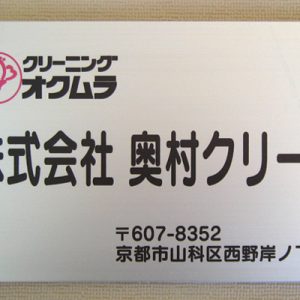 クリーニング
オクムラ
式会社 奥村クリー
〒607-8352
京都市山科区西野岸ノ